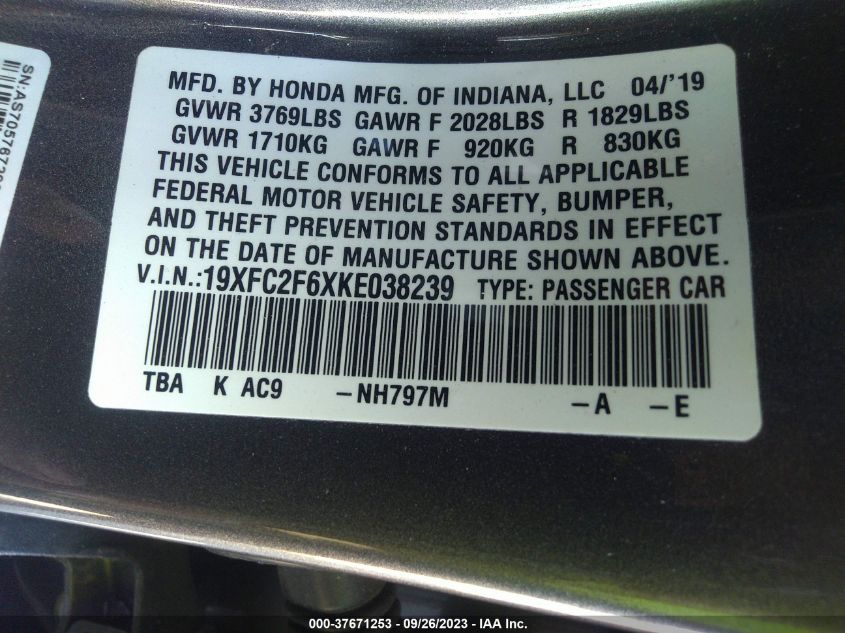 MFD. BY HONDA MFG. OF INDIANA, LLC 04/'19
GVWR 3769LBS GAWR F 2028LBS R 1829LBS
GVWR 1710KG GAWR F 920KG R 830KG
THIS VEHICLE CONFORMS TO ALL APPLICABLE
FEDERAL MOTOR VEHICLE SAFETY, BUMPER,
AND THEFT PREVENTION STANDARDS IN EFFECT
ON THE DATE OF MANUFACTURE SHOWN ABOVE.
V.I.N.:19XFC2F6XKE038239 TYPE: PASSENGER CAR
TBA K AC9 -NH797M -A -E
000-37671253 - 09/26/2023 - IAA Inc.